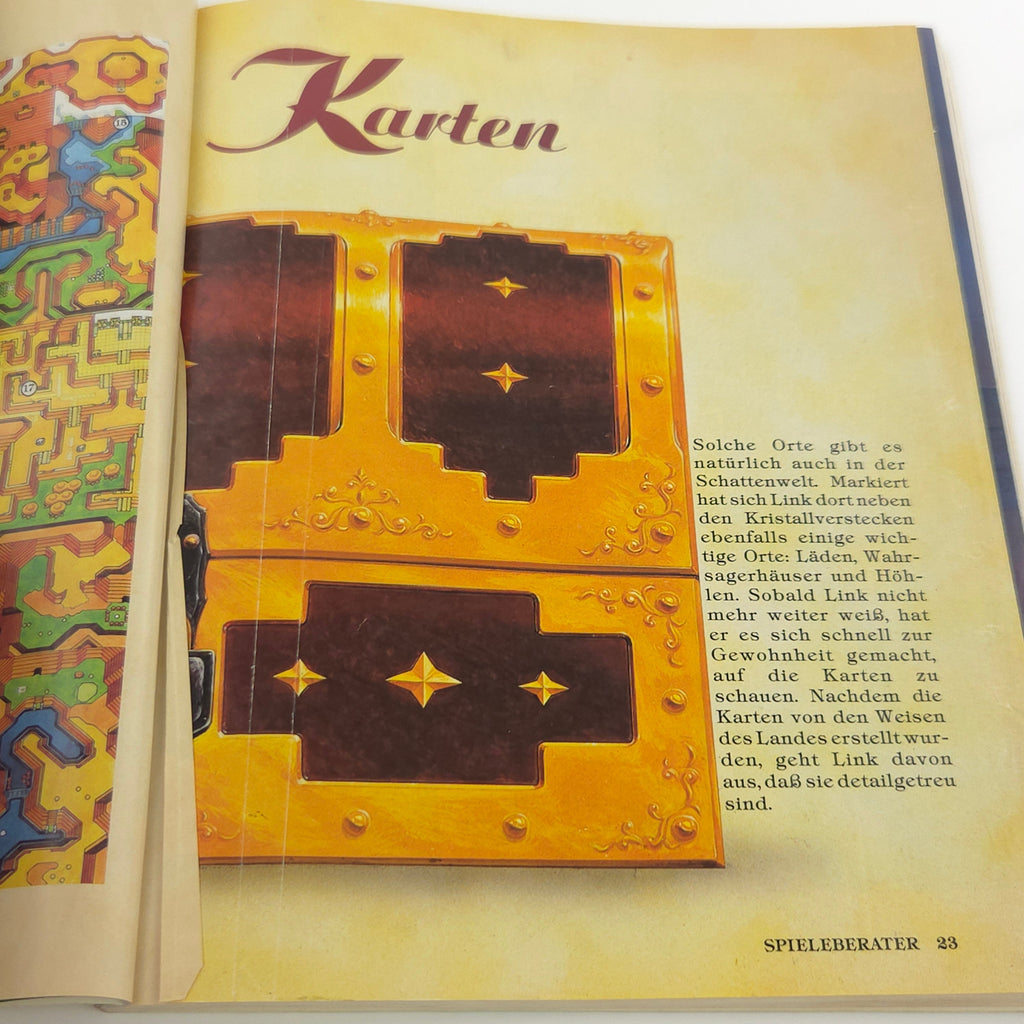 Karten
15
17
Solche Orte gibt es
natürlich auch in der
Schattenwelt. Markiert
hat sich Link dort neben
den Kristallverstecken
ebenfalls einige wich-
tige Orte: Läden, Wahr-
sagerhäuser und Höh-
len. Sobald Link nicht
mehr weiter weiß, hat
er es sich schnell zur
Gewohnheit gemacht,
auf die Karten zu
schauen. Nachdem die
Karten von den Weisen
des Landes erstellt wur-
den, geht Link davon
aus, daß sie detailgetreu
sind.
SPIELEBERATER 23